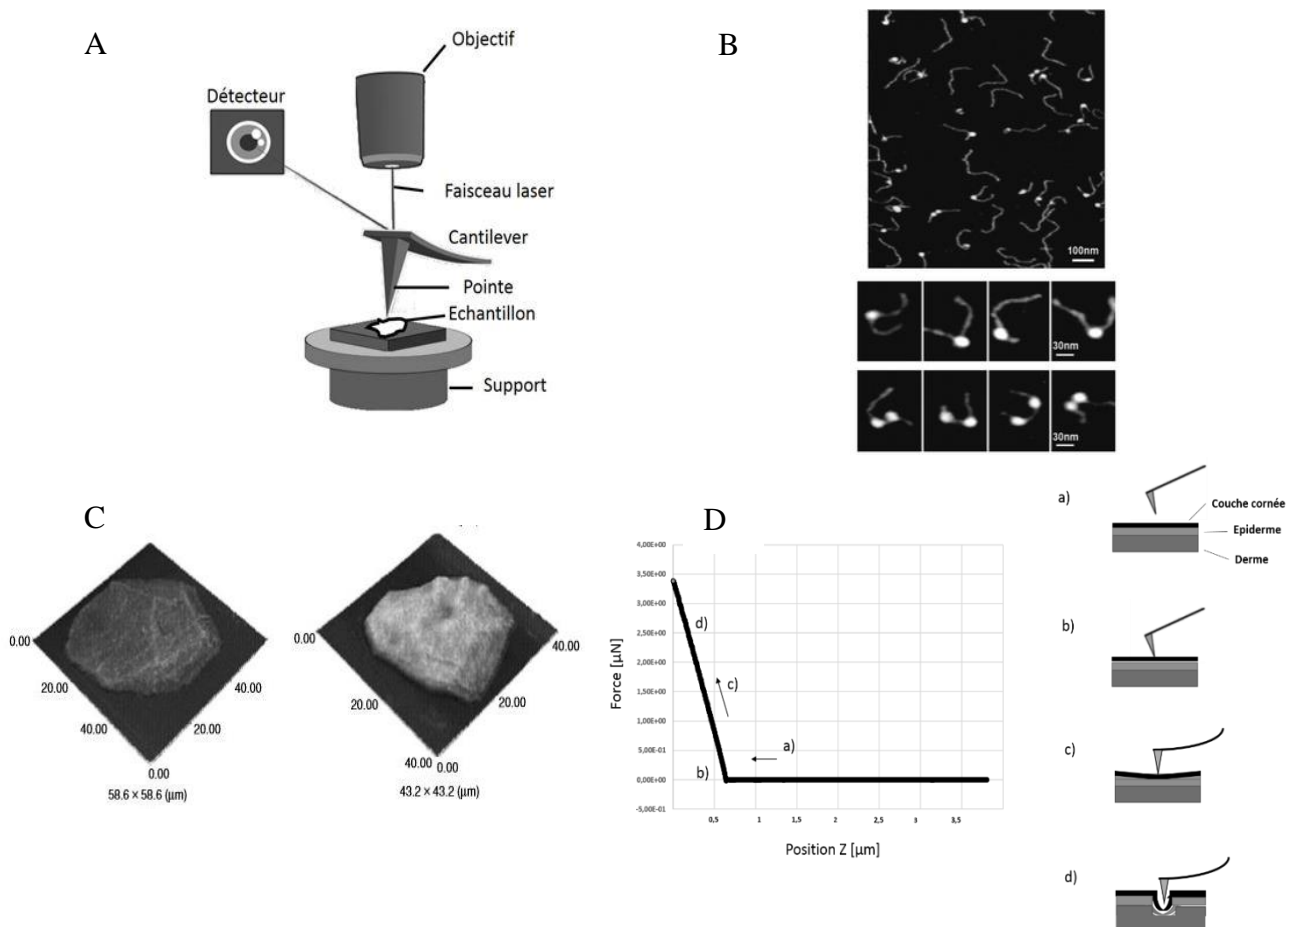 A
Objectif
Détecteur
Faisceau laser
Cantilever
Pointe
Echantillon
Support
B
100nm
30nm
30nm
C
0.00
20.00
40.00
0.00
20.00
40.00
58.6 × 58.6 (µm)
0.00
20.00
40.00
0.00
20.00
40.00
43.2 × 43.2 (µm)
D
4,00E+00
3,50E+00
3,00E+00
2,50E+00
2,00E+00
1,50E+00
1,00E+00
5,00E-01
0,00E+00
-5,00E-01
Force [µN]
d)
c)
a)
b)
0,5
1
1,5
2
2,5
3
3,5
Position Z [µm]
a)
Couche cornée
Epiderme
Derme
b)
c)
d)